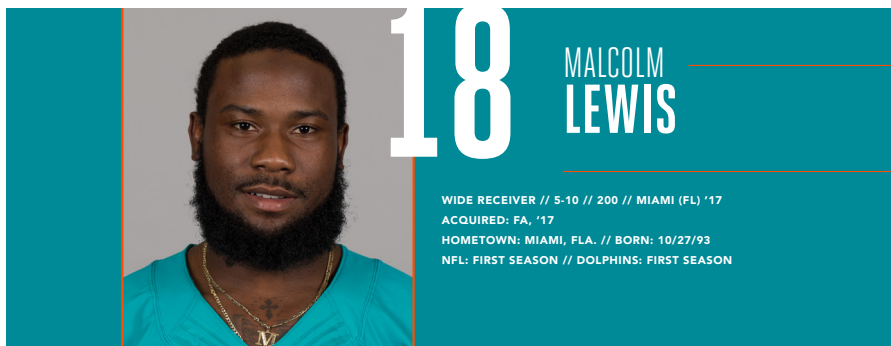 18
MALCOLM
LEWIS
WIDE RECEIVER // 5-10 // 200 // MIAMI (FL) ’17
ACQUIRED: FA, ‘17
HOMETOWN: MIAMI, FLA. // BORN: 10/27/93
NFL: FIRST SEASON // DOLPHINS: FIRST SEASON
M